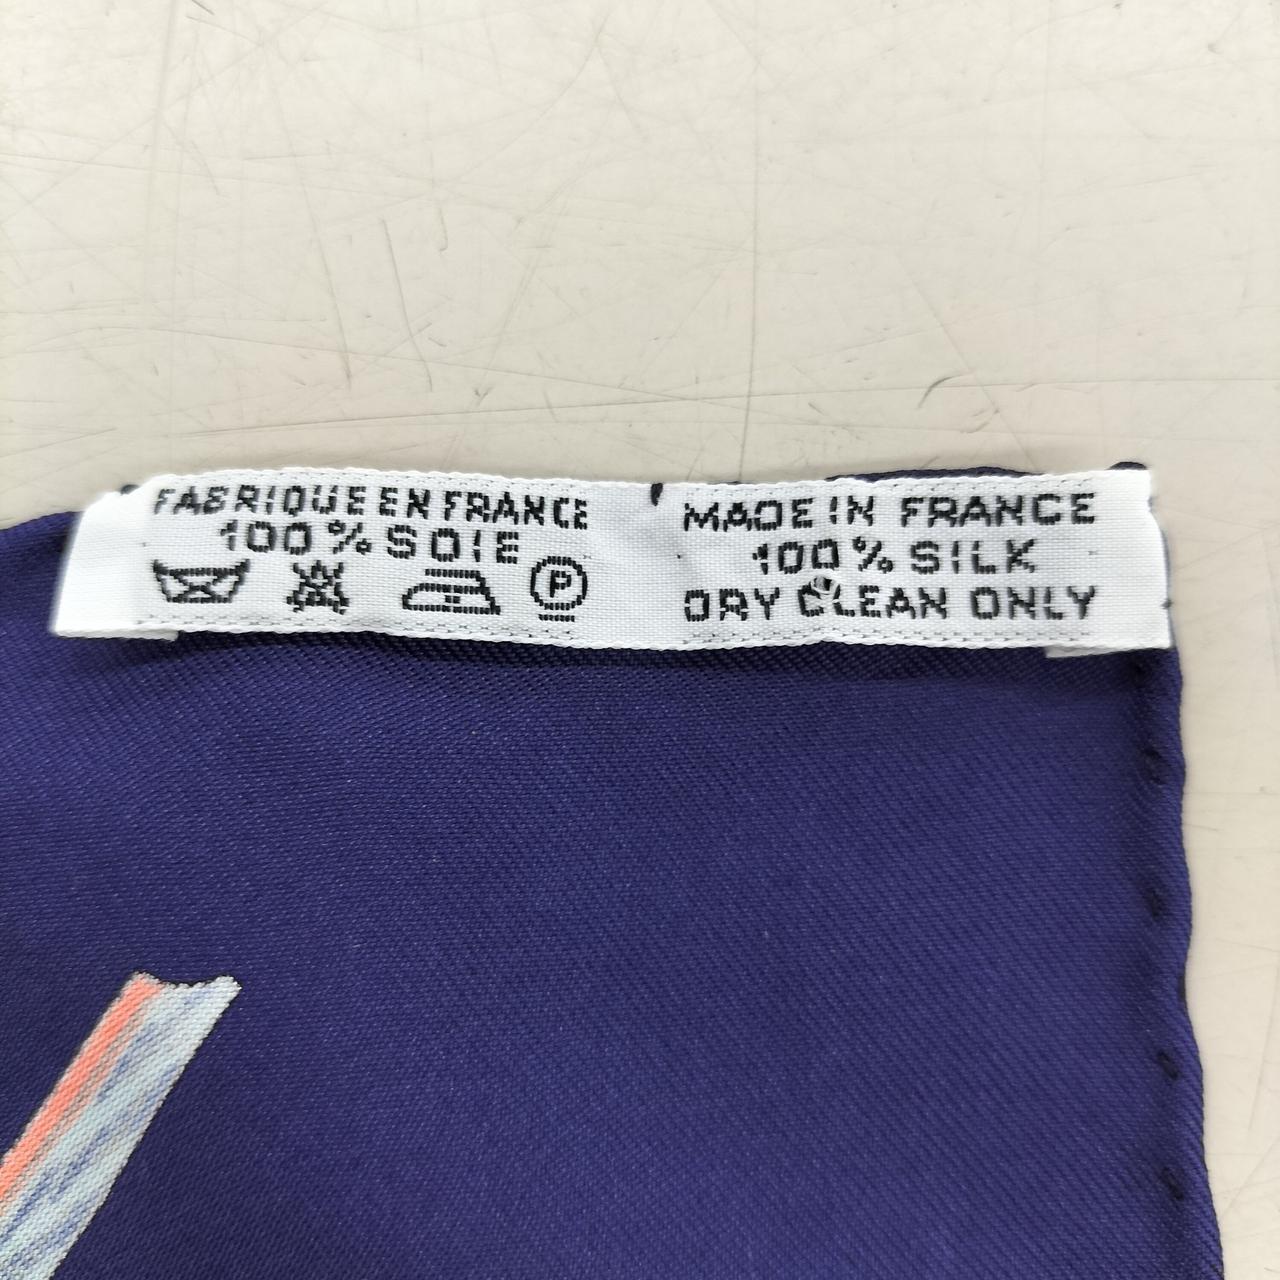 FABRIQUE EN FRANCE
100% SOIE
P
MADE IN FRANCE
100% SILK
DRY CLEAN ONLY